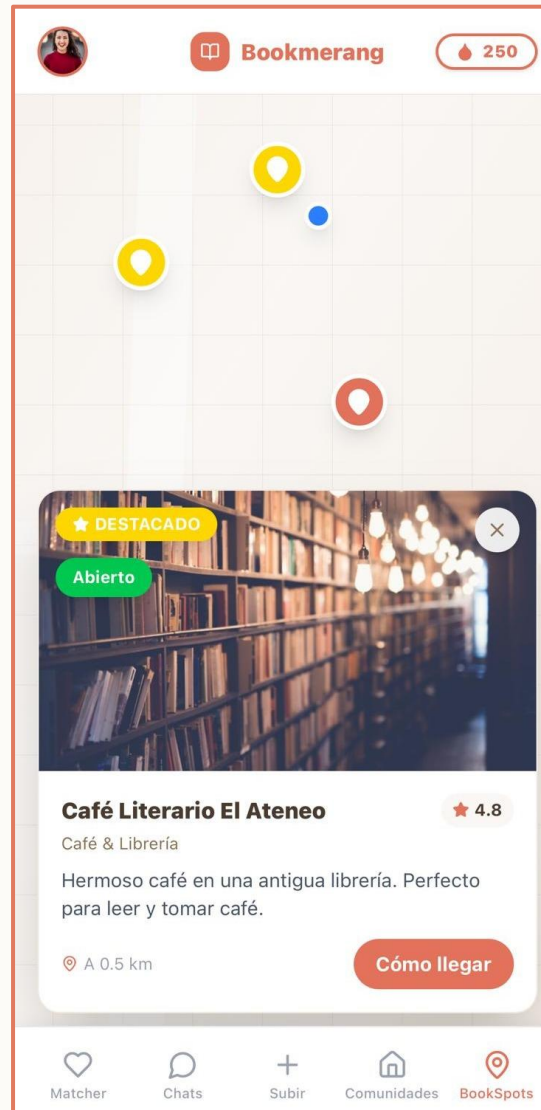 Bookmerang
250
DESTACADO
Abierto
Café Literario El Ateneo
4.8
Café & Librería
Hermoso café en una antigua librería. Perfecto
para leer y tomar café.
A 0.5 km
Cómo llegar
Matcher
Chats
Subir
Comunidades
BookSpots